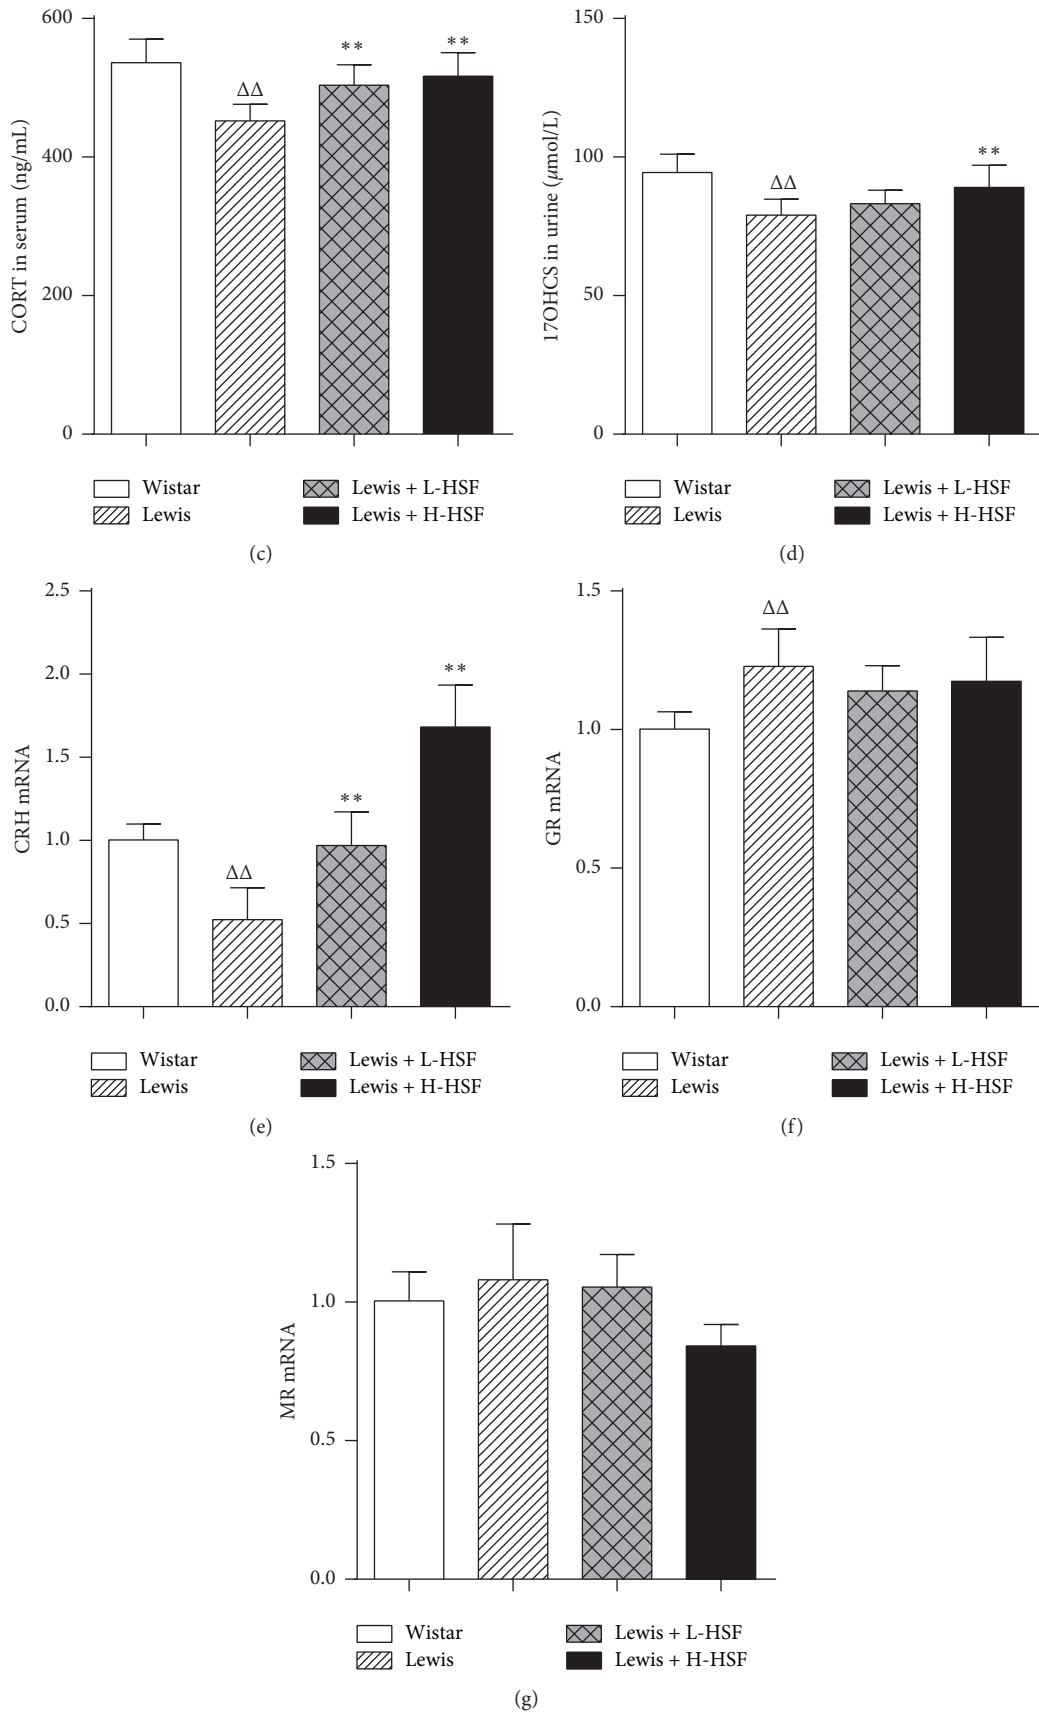 600
400
200
0
CORT in serum (ng/mL)
ΔΔ
**
**
Wistar
Lewis
Lewis + L-HSF
Lewis + H-HSF
(c)
150
100
50
0
17OHCS in urine (μmol/L)
ΔΔ
**
Wistar
Lewis
Lewis + L-HSF
Lewis + H-HSF
(d)
2.5
2.0
1.5
1.0
0.5
0.0
CRH mRNA
ΔΔ
**
**
Wistar
Lewis
Lewis + L-HSF
Lewis + H-HSF
(e)
1.5
1.0
0.5
0.0
GR mRNA
ΔΔ
Wistar
Lewis
Lewis + L-HSF
Lewis + H-HSF
(f)
1.5
1.0
0.5
0.0
MR mRNA
Wistar
Lewis
Lewis + L-HSF
Lewis + H-HSF
(g)